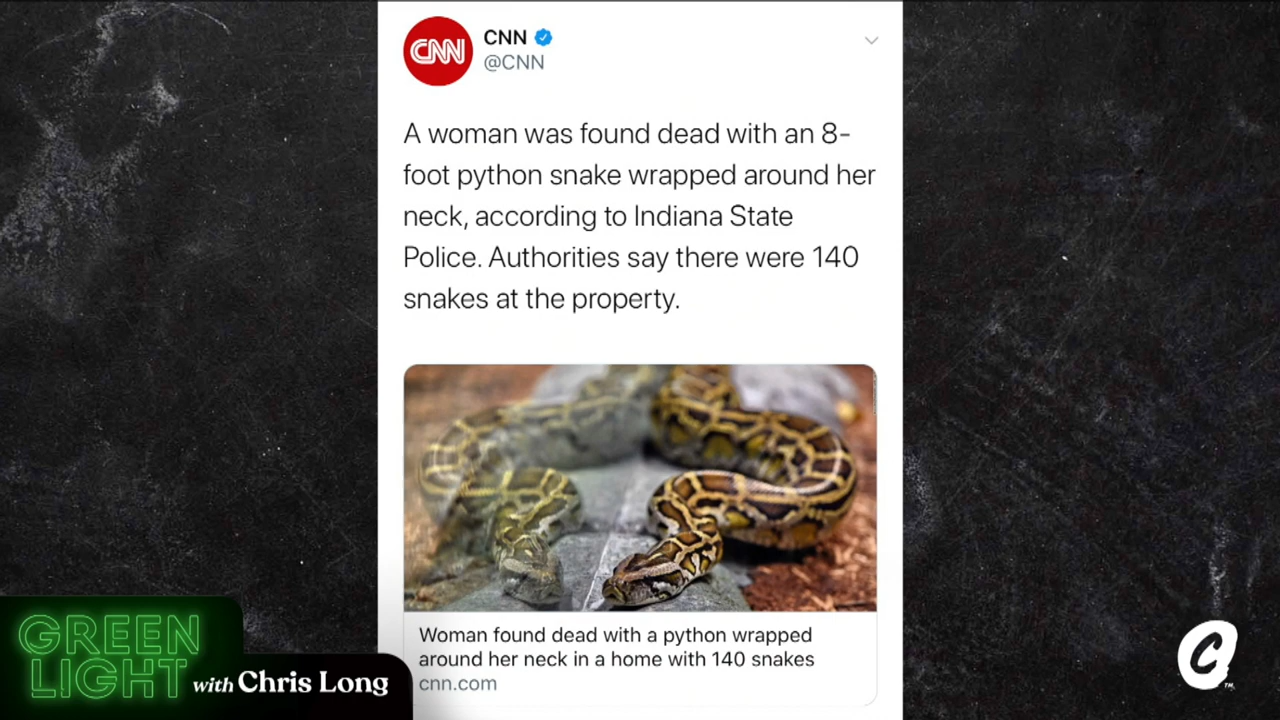 CNN
CNN
@CNN
A woman was found dead with an 8-
foot python snake wrapped around her
neck, according to Indiana State
Police. Authorities say there were 140
snakes at the property.
Woman found dead with a python wrapped
around her neck in a home with 140 snakes
cnn.com
GREEN
LIGHT with Chris Long
C
TM